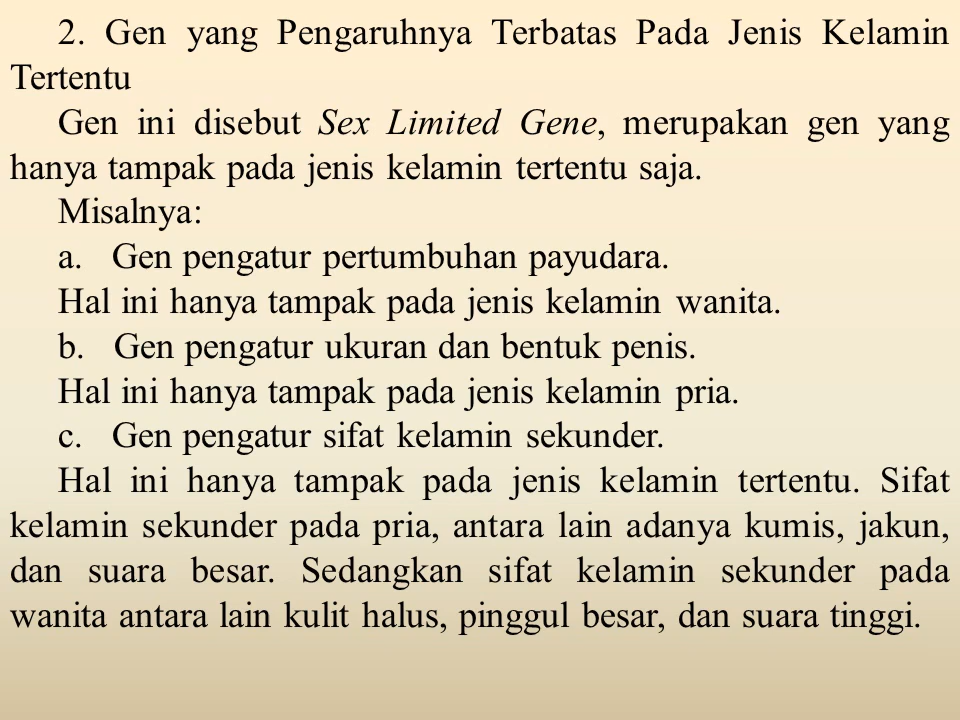 2. Gen yang Pengaruhnya Terbatas Pada Jenis Kelamin
Tertentu
Gen ini disebut Sex Limited Gene, merupakan gen yang
hanya tampak pada jenis kelamin tertentu saja.
Misalnya:
a. Gen pengatur pertumbuhan payudara.
Hal ini hanya tampak pada jenis kelamin wanita.
b. Gen pengatur ukuran dan bentuk penis.
Hal ini hanya tampak pada jenis kelamin pria.
c. Gen pengatur sifat kelamin sekunder.
Hal ini hanya tampak pada jenis kelamin tertentu. Sifat
kelamin sekunder pada pria, antara lain adanya kumis, jakun,
dan suara besar. Sedangkan sifat kelamin sekunder pada
wanita antara lain kulit halus, pinggul besar, dan suara tinggi.